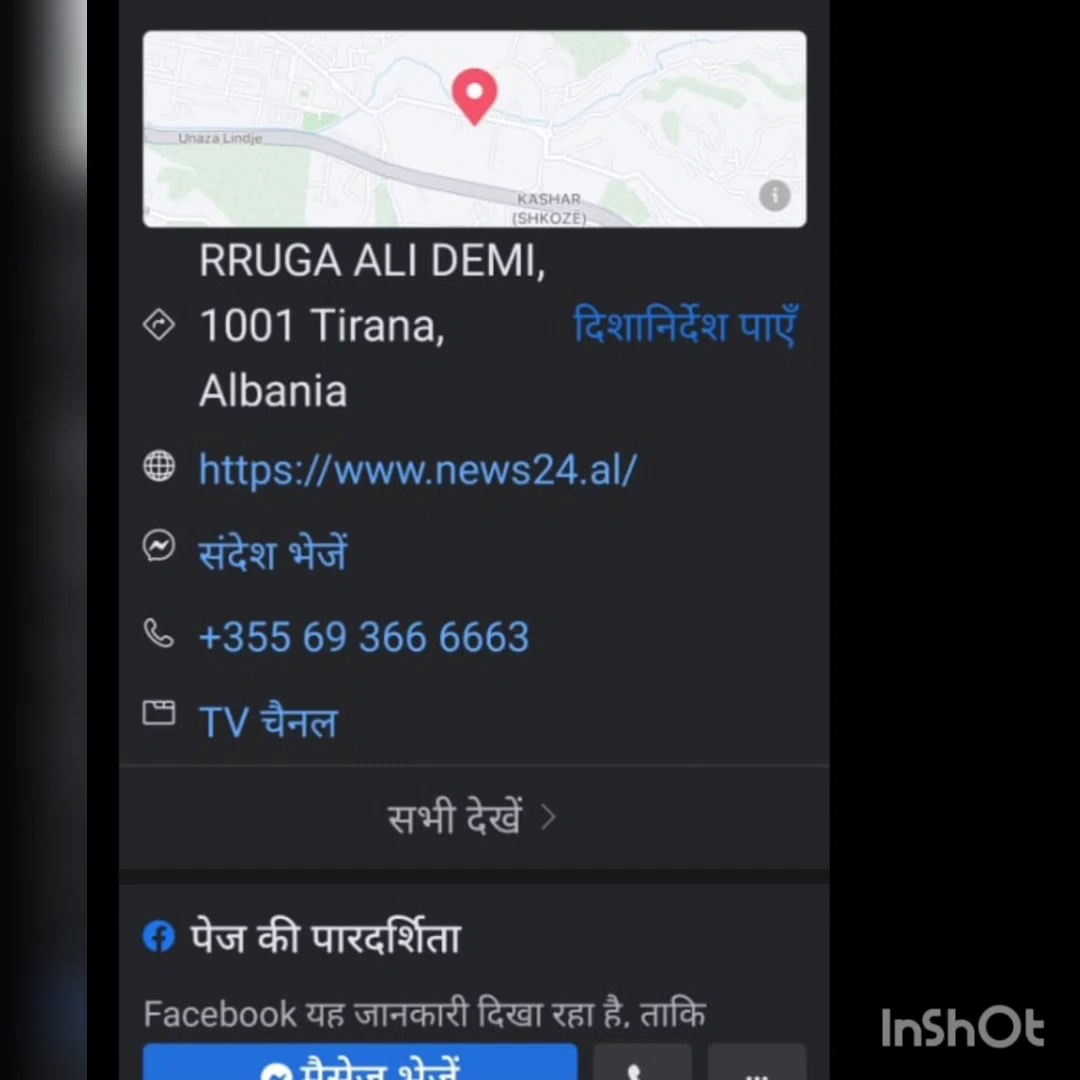 Unaza Lindje
KASHAR
(SHKOZË)
RRUGA ALI DEMI,
1001 Tirana,
Albania
दिशानिर्देश पाएँ
https://www.news24.al/
संदेश भेजें
+355 69 366 6663
TV चैनल
सभी देखें
पेज की पारदर्शिता
Facebook यह जानकारी दिखा रहा है, ताकि
मैसेज भेजें
InShOt